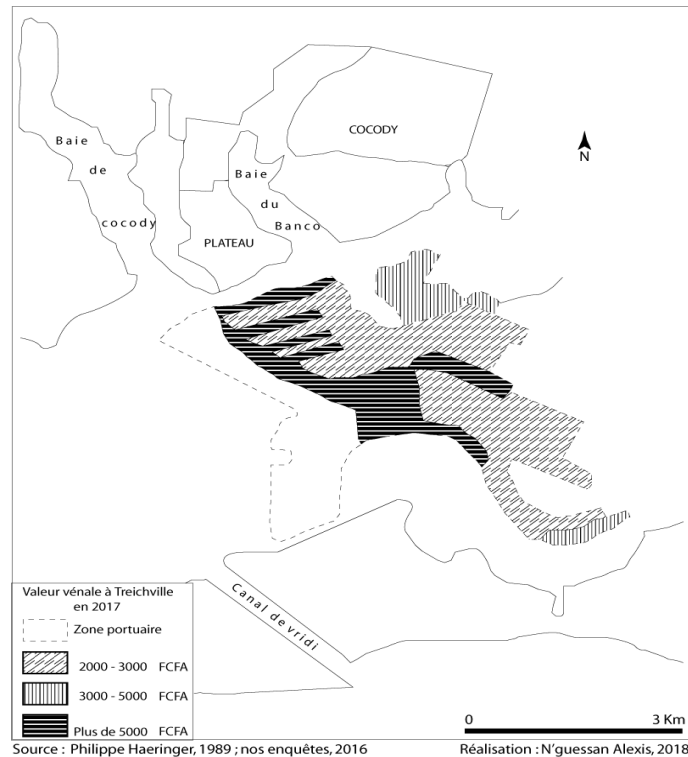 COCODY
Baie
de
cocody
N
Baie
du
Banco
PLATEAU
Canal de vridi
Valeur vénale à Treichville
en 2017
Zone portuaire
2000 - 3000 FCFA
3000 - 5000 FCFA
Plus de 5000 FCFA
0 3 Km
Source : Philippe Haeringer, 1989 ; nos enquêtes, 2016
Réalisation : N'guessan Alexis, 2018